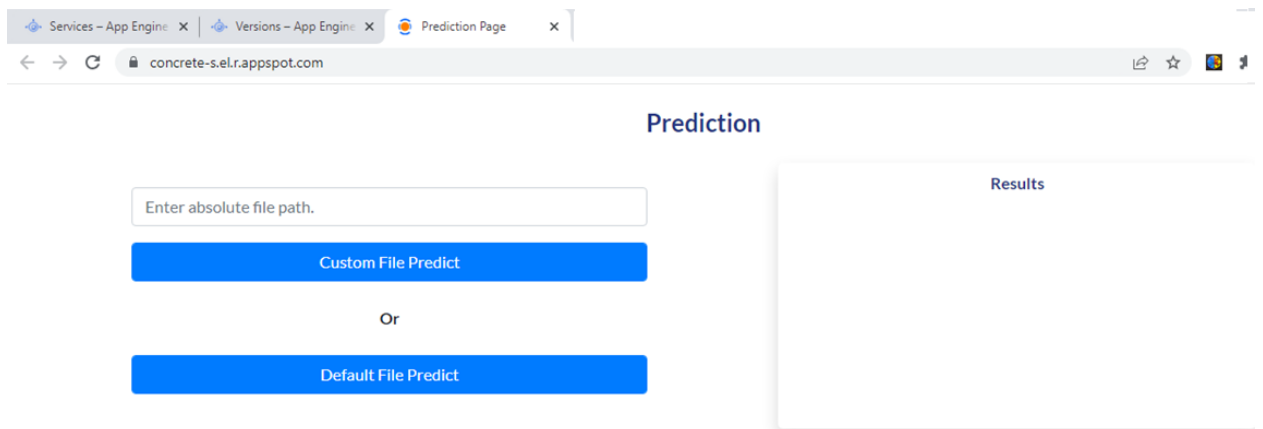 Services – App Engine
Versions – App Engine
Prediction Page
concrete-s.el.r.appspot.com
Prediction
Enter absolute file path.
Custom File Predict
Or
Default File Predict
Results